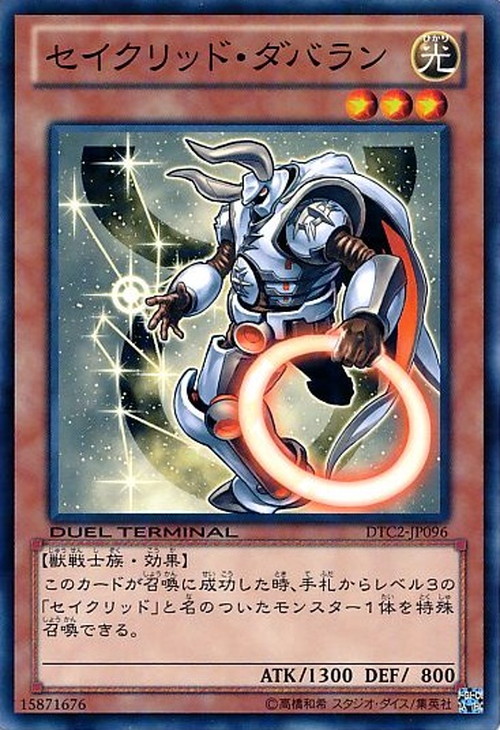 セイクリッド・ダバラン
光
ひかり
DUEL TERMINAL
DTC2-JP096
【獣戦士族・効果】
このカードが召喚に成功した時、手札からレベル3の
「セイクリッド」と名のついたモンスター1体を特殊
召喚できる。
ATK/1300 DEF/ 800
15871676
©高橋和希 スタジオ・ダイス/集英社